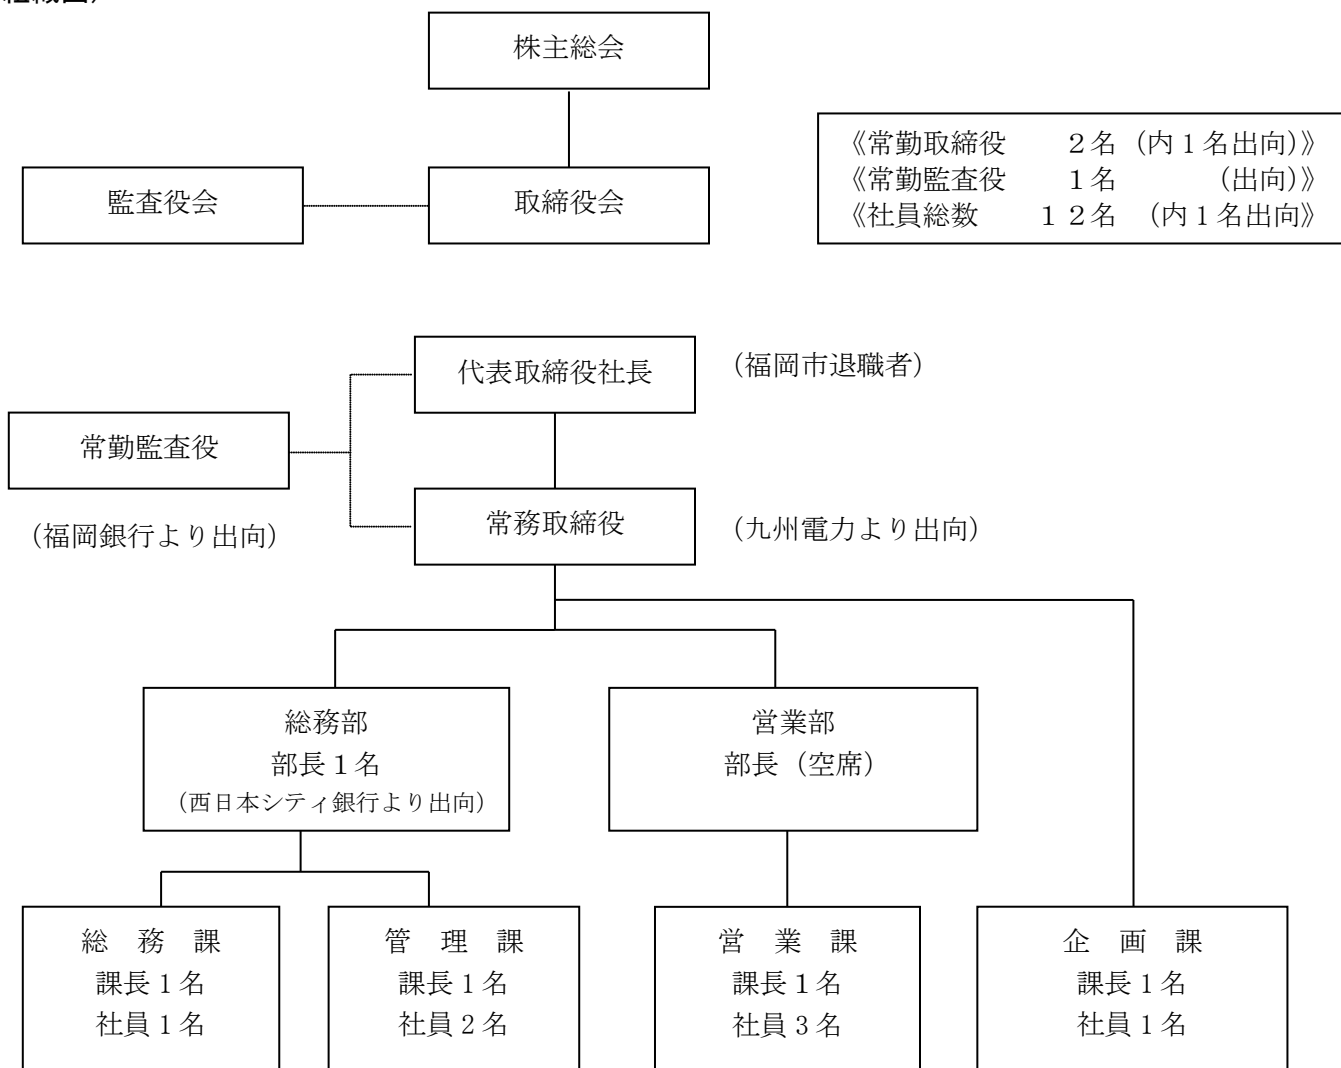 株主総会
監査役会
取締役会
《常勤取締役　　２名（内１名出向)》
《常勤監査役　　１名　　　　(出向)》
《社員総数　　１２名　（内１名出向》
代表取締役社長
（福岡市退職者）
常勤監査役
（福岡銀行より出向）
常務取締役
（九州電力より出向）
総務部
部長１名
（西日本シティ銀行より出向）
営業部
部長（空席）
総　務　課
課長１名
社員１名
管　理　課
課長１名
社員２名
営　業　課
課長１名
社員３名
企　画　課
課長１名
社員１名